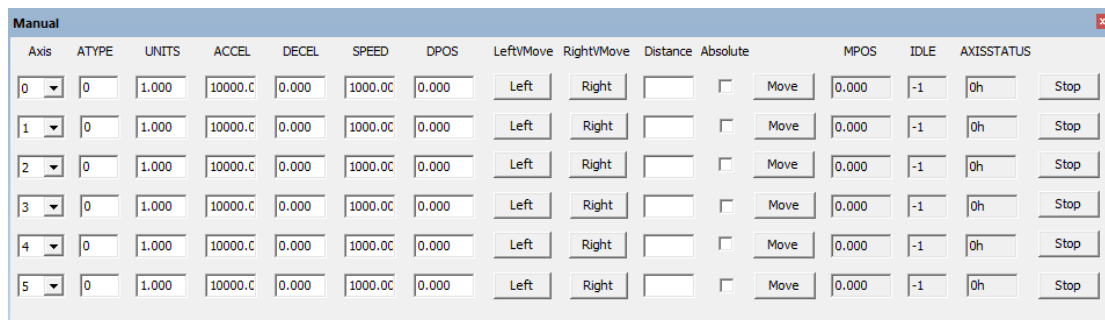 Manual
Axis ATYPE UNITS ACCEL DECEL SPEED DPOS LeftVMove RightVMove Distance Absolute MPOS IDLE AXISSTATUS
0 0 1.000 10000.0 0.000 1000.00 0.000 Left Right Move 0.000 -1 0h Stop
1 0 1.000 10000.0 0.000 1000.00 0.000 Left Right Move 0.000 -1 0h Stop
2 0 1.000 10000.0 0.000 1000.00 0.000 Left Right Move 0.000 -1 0h Stop
3 0 1.000 10000.0 0.000 1000.00 0.000 Left Right Move 0.000 -1 0h Stop
4 0 1.000 10000.0 0.000 1000.00 0.000 Left Right Move 0.000 -1 0h Stop
5 0 1.000 10000.0 0.000 1000.00 0.000 Left Right Move 0.000 -1 0h Stop